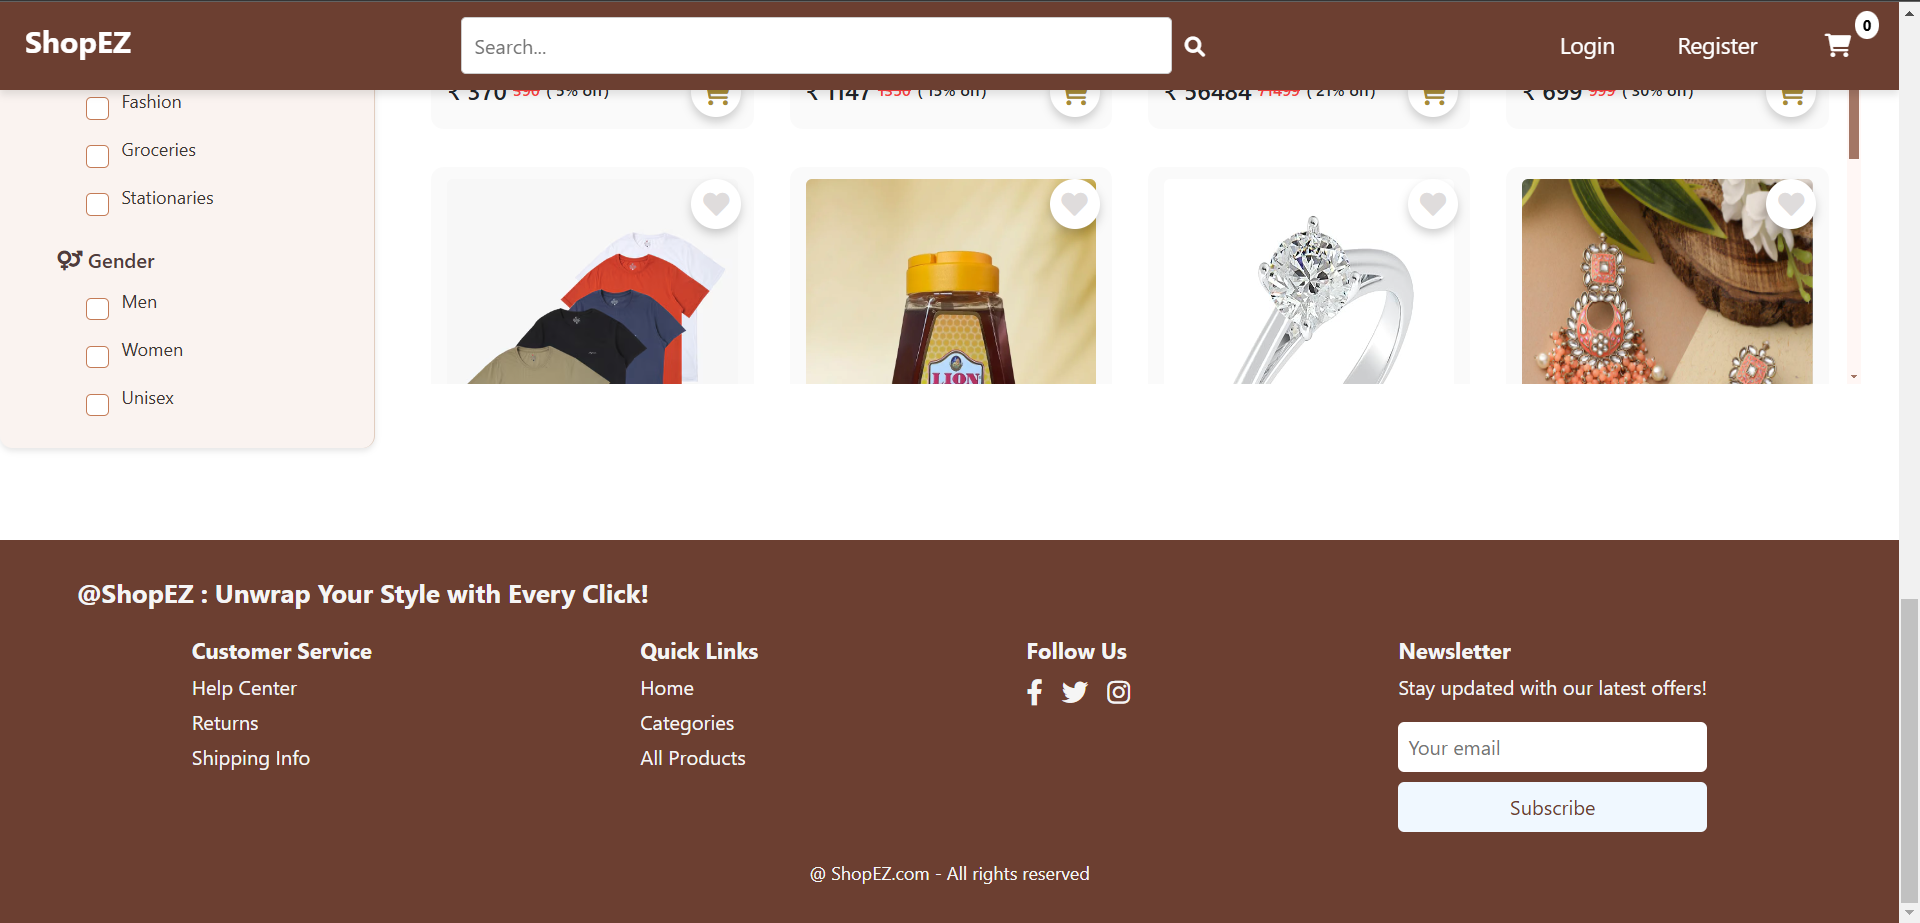 ShopEZ
Search...
Login
Register
0
Fashion
Groceries
Stationaries
Gender
Men
Women
Unisex
₹ 370 390 ( 5% off)
₹ 1147 1350 ( 15% off)
₹ 56484 71499 ( 21% off)
₹ 699 999 ( 30% off)
LION
@ShopEZ : Unwrap Your Style with Every Click!
Customer Service
Help Center
Returns
Shipping Info
Quick Links
Home
Categories
All Products
Follow Us
Newsletter
Stay updated with our latest offers!
Your email
Subscribe
@ ShopEZ.com - All rights reserved